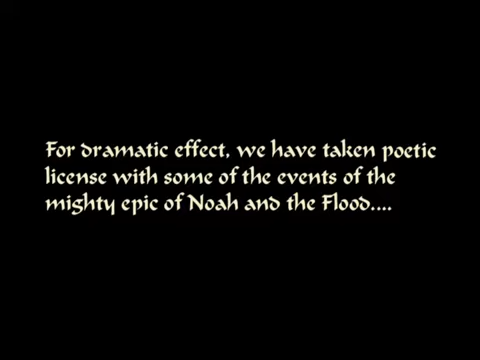 For dramatic effect, we have taken poetic
license with some of the events of the
mighty epic of Noah and the Flood....